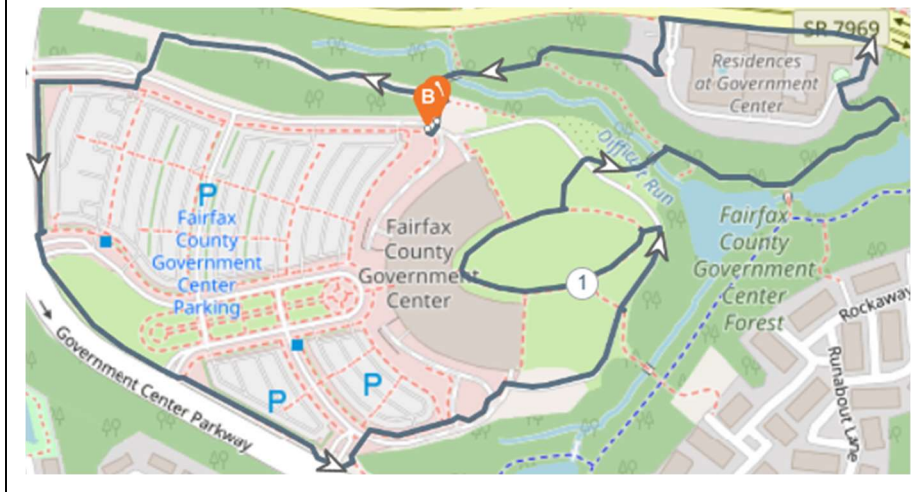 SR 7969
Residences
at Government
Center
B
Difficult Run
P
Fairfax
County
Government
Center
Parking
Fairfax
County
Government
Center
Fairfax
County
Government
Center
Forest
1
Rockaway
Runabout Lane
Government Center Parkway
P
P